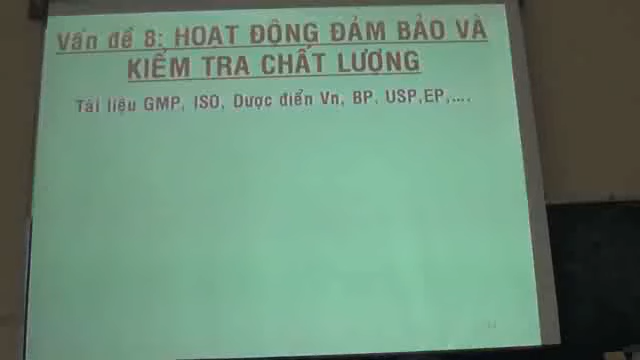 Vấn đề 8: HOẠT ĐỘNG ĐẢM BẢO VÀ
KIỂM TRA CHẤT LƯỢNG
Tài liệu GMP, ISO, Dược điển Vn, BP, USP,EP,....